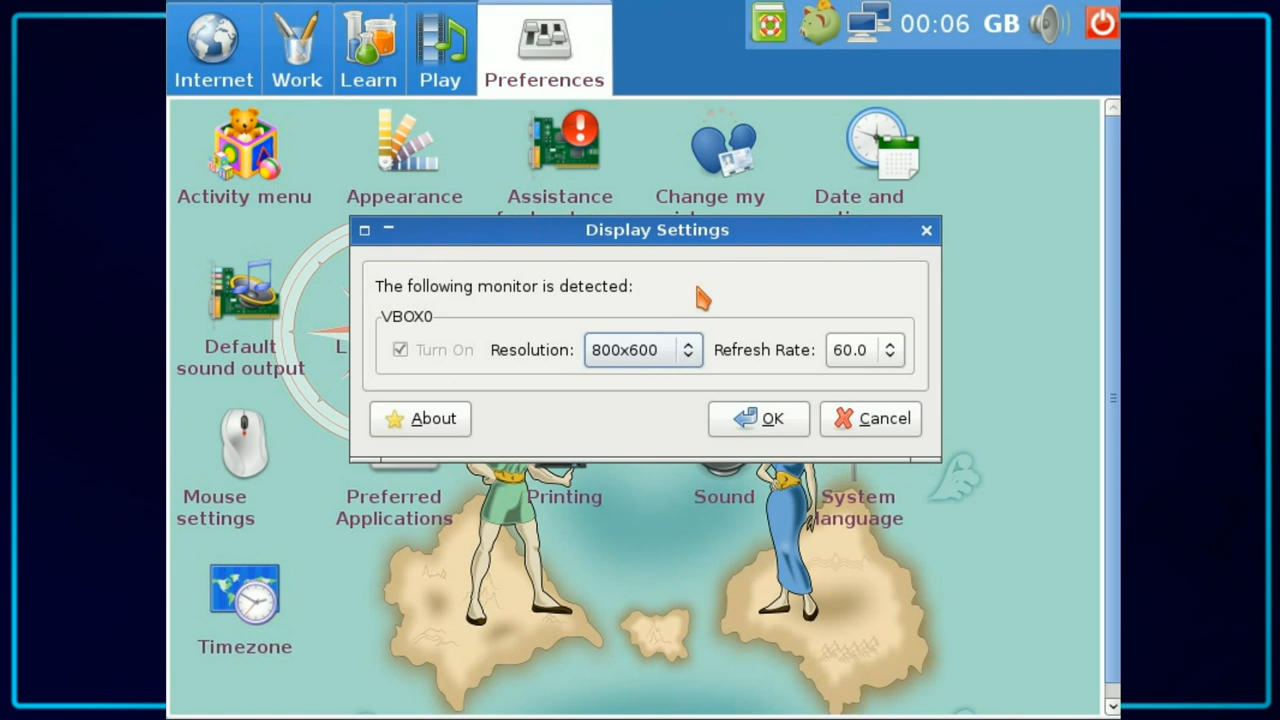 Internet
Work
Learn
Play
Preferences
00:06
GB
Activity menu
Appearance
Assistance
Change my
Date and
Display Settings
The following monitor is detected:
VBOX0
Turn On
Resolution:
800x600
Refresh Rate:
60.0
About
OK
Cancel
Default
sound output
L
Mouse
settings
Preferred
Applications
Printing
Sound
System
language
Timezone